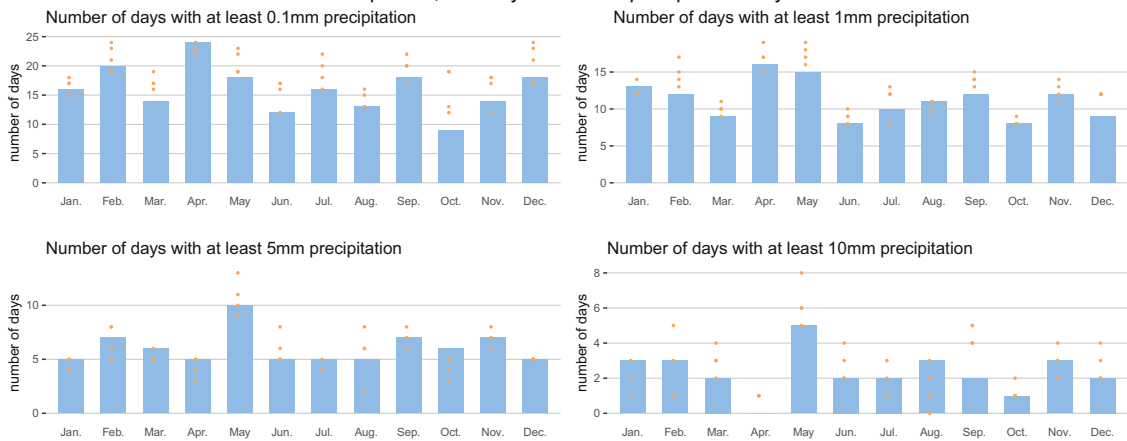 Number of days with at least 0.1mm precipitation
number of days
25
20
15
10
5
0
Jan. Feb. Mar. Apr. May Jun. Jul. Aug. Sep. Oct. Nov. Dec.
Number of days with at least 1mm precipitation
number of days
15
10
5
0
Jan. Feb. Mar. Apr. May Jun. Jul. Aug. Sep. Oct. Nov. Dec.
Number of days with at least 5mm precipitation
number of days
10
5
0
Jan. Feb. Mar. Apr. May Jun. Jul. Aug. Sep. Oct. Nov. Dec.
Number of days with at least 10mm precipitation
number of days
8
6
4
2
0
Jan. Feb. Mar. Apr. May Jun. Jul. Aug. Sep. Oct. Nov. Dec.